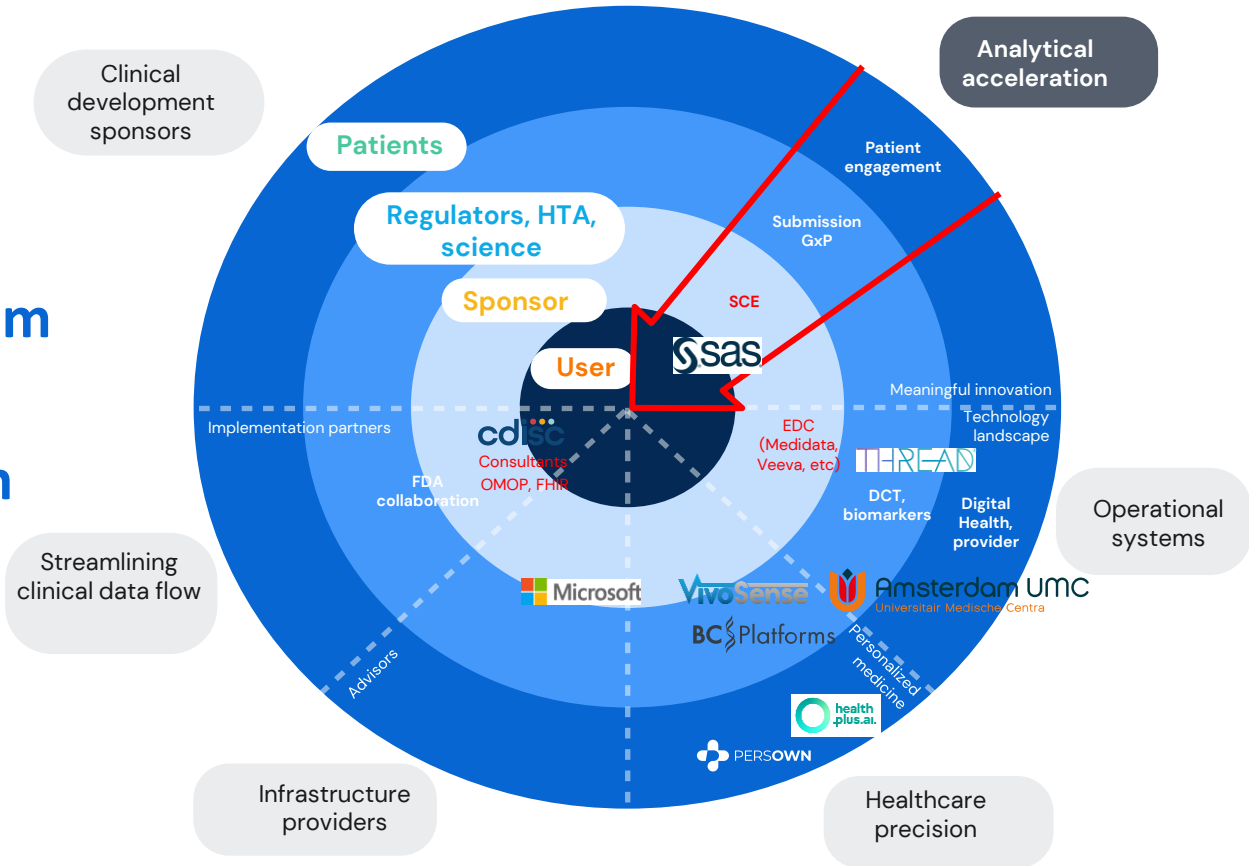 Clinical
development
sponsors
Analytical
acceleration
Patients
Patient
engagement
Regulators, HTA,
science
Submission
GxP
Sponsor
SCE
m
sas
User
Meaningful innovation
Implementation partners
Technology
landscape
cdisc
Consultants
OMOP, FHIR
EDC
(Medidata,
Veeva, etc)
THREAD
FDA
collaboration
DCT,
biomarkers
Digital
Health,
provider
n
Operational
systems
Streamlining
clinical data flow
Microsoft
VivoSense
Amsterdam UMC
Universitair Medische Centra
BC Platforms
Advisors
Personalized
medicine
health
.plus.ai.
PERSOWN
Infrastructure
providers
Healthcare
precision